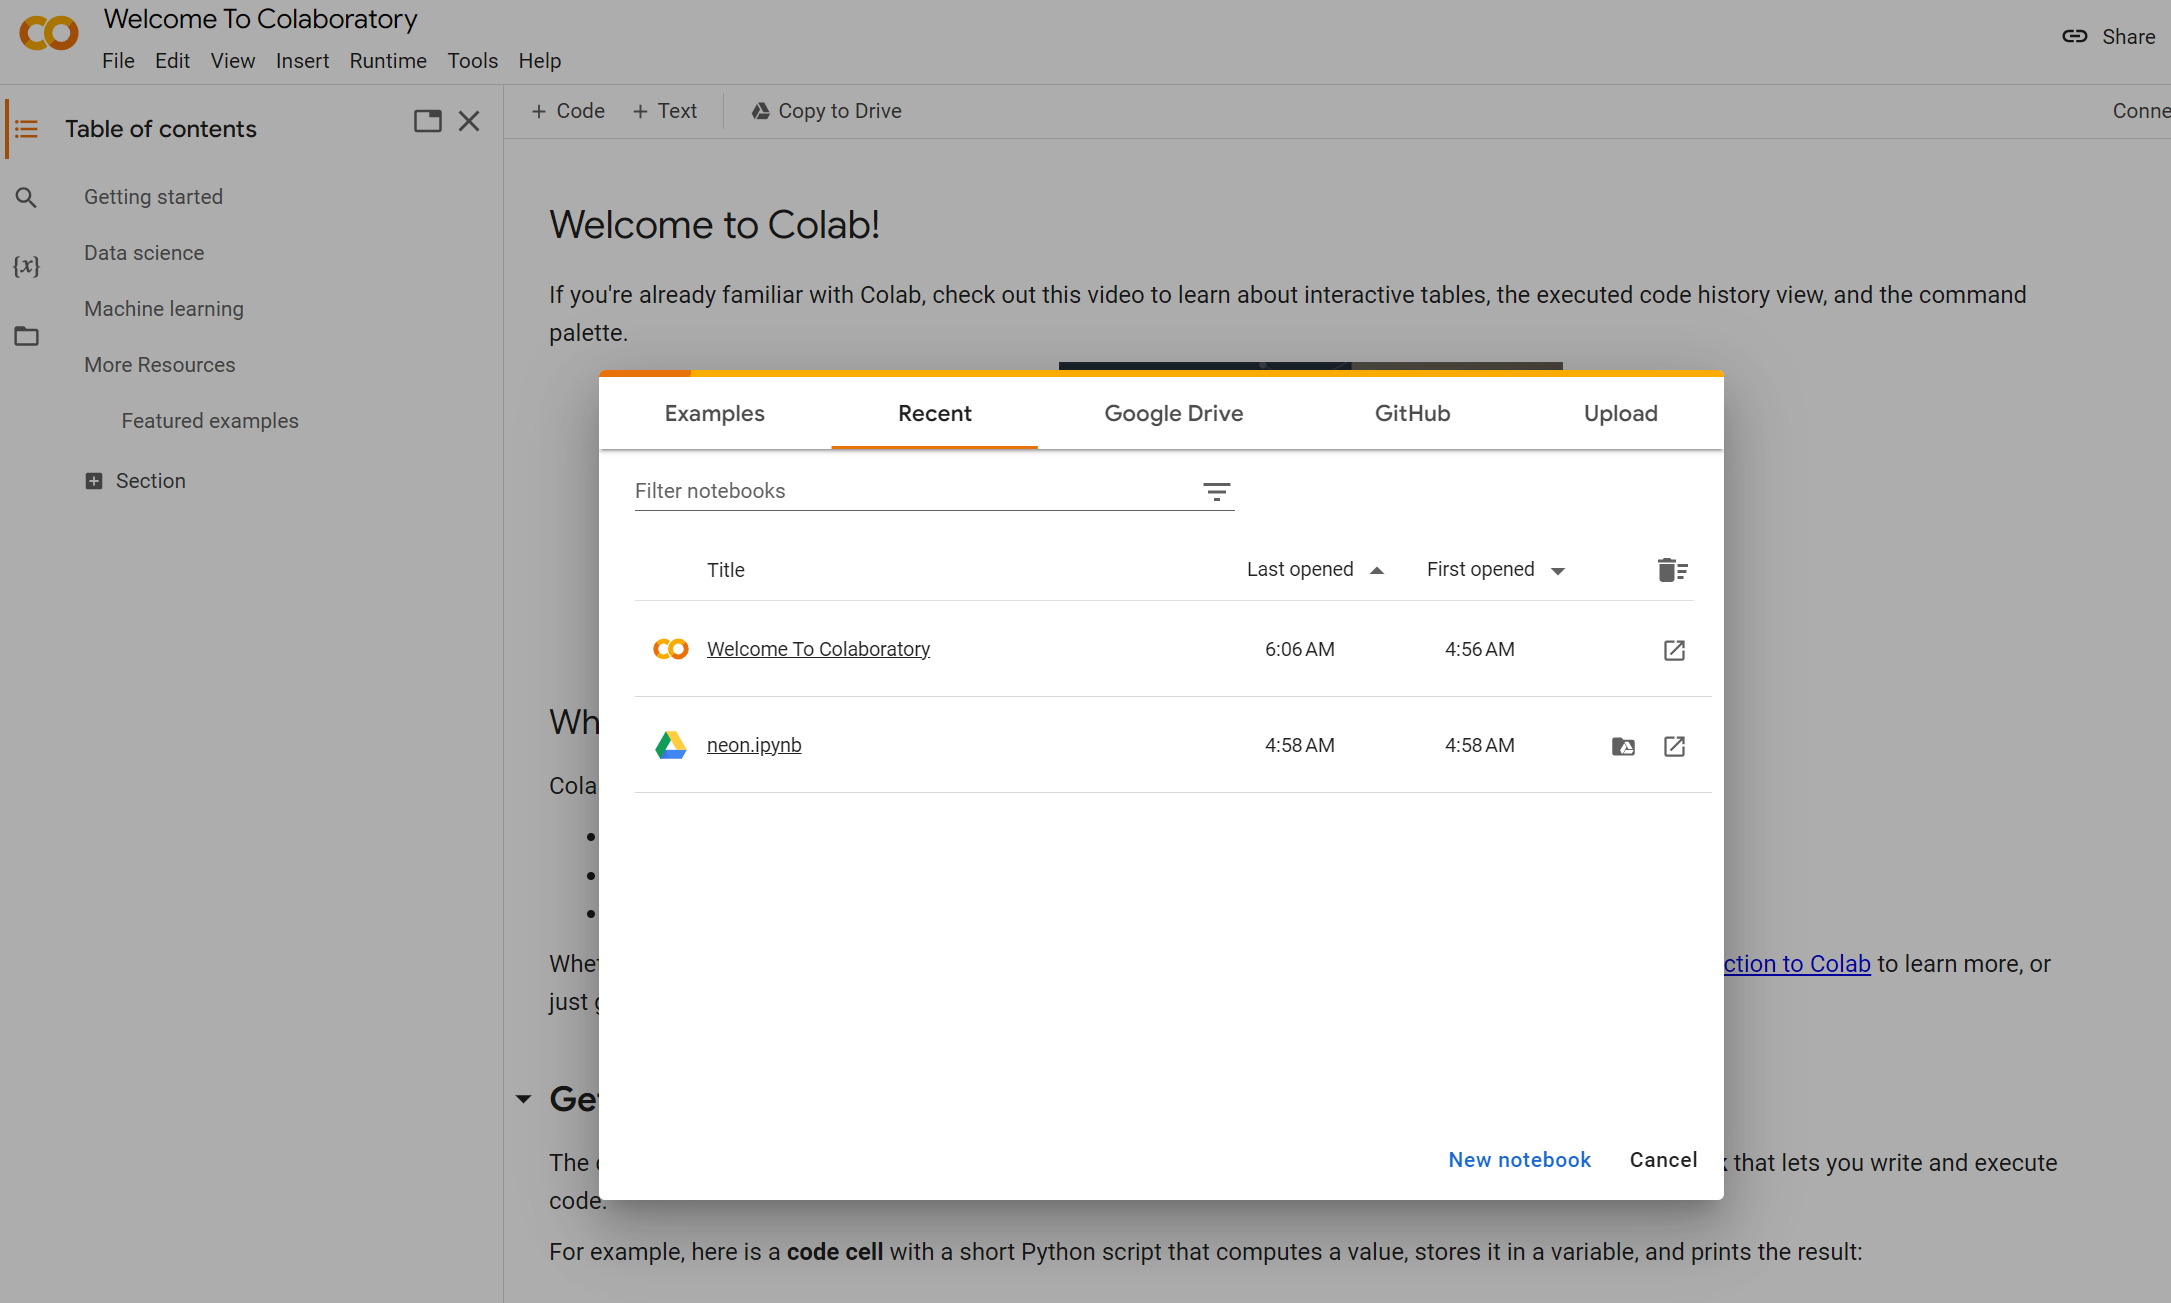 Welcome To Colaboratory
File Edit View Insert Runtime Tools Help
Share
Table of contents
Getting started
Data science
Machine learning
More Resources
Featured examples
Section
+ Code + Text Copy to Drive
Welcome to Colab!
If you're already familiar with Colab, check out this video to learn about interactive tables, the executed code history view, and the command
palette.
Examples Recent Google Drive GitHub Upload
Filter notebooks
Title Last opened First opened
Welcome To Colaboratory 6:06 AM 4:56 AM
neon.ipynb 4:58 AM 4:58 AM
New notebook Cancel
to Colab to learn more, or
just
The that lets you write and execute
code.
For example, here is a code cell with a short Python script that computes a value, stores it in a variable, and prints the result: